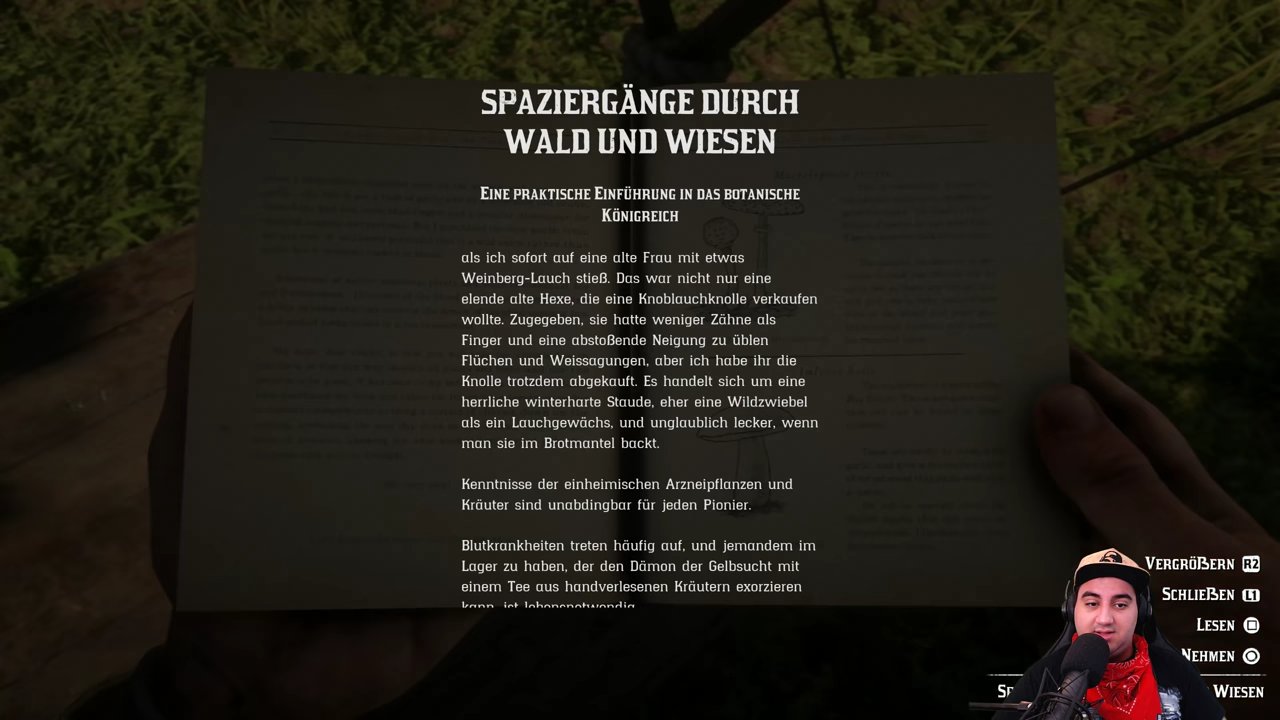 SPAZIERGÄNGE DURCH
WALD UND WIESEN
EINE PRAKTISCHE EINFÜHRUNG IN DAS BOTANISCHE
KÖNIGREICH
als ich sofort auf eine alte Frau mit etwas
Weinberg-Lauch stieß. Das war nicht nur eine
elende alte Hexe, die eine Knoblauchknolle verkaufen
wollte. Zugegeben, sie hatte weniger Zähne als
Finger und eine abstoßende Neigung zu üblen
Flüchen und Weissagungen, aber ich habe ihr die
Knolle trotzdem abgekauft. Es handelt sich um eine
herrliche winterharte Staude, eher eine Wildzwiebel
als ein Lauchgewächs, und unglaublich lecker, wenn
man sie im Brotmantel backt.
Kenntnisse der einheimischen Arzneipflanzen und
Kräuter sind unabdingbar für jeden Pionier.
Blutkrankheiten treten häufig auf, und jemandem im
Lager zu haben, der den Dämon der Gelbsucht mit
einem Tee aus handverlesenen Kräutern exorzieren
kann, ist lebensnotwendig.
VERGRÖẞERN R2
SCHLIEẞEN L1
LESEN
NEHMEN
WIESEN